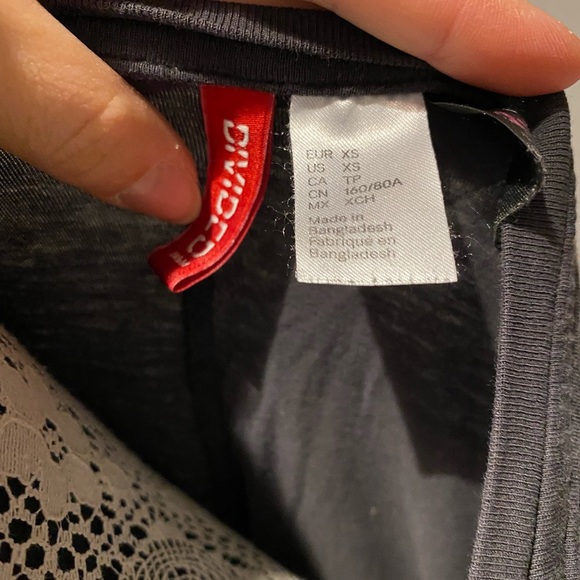 DIVIDED
EUR XS
US XS
CA TP
CN 160/80A
MX XCH
Made in
Bangladesh
Fabriqué en
Bangladesh